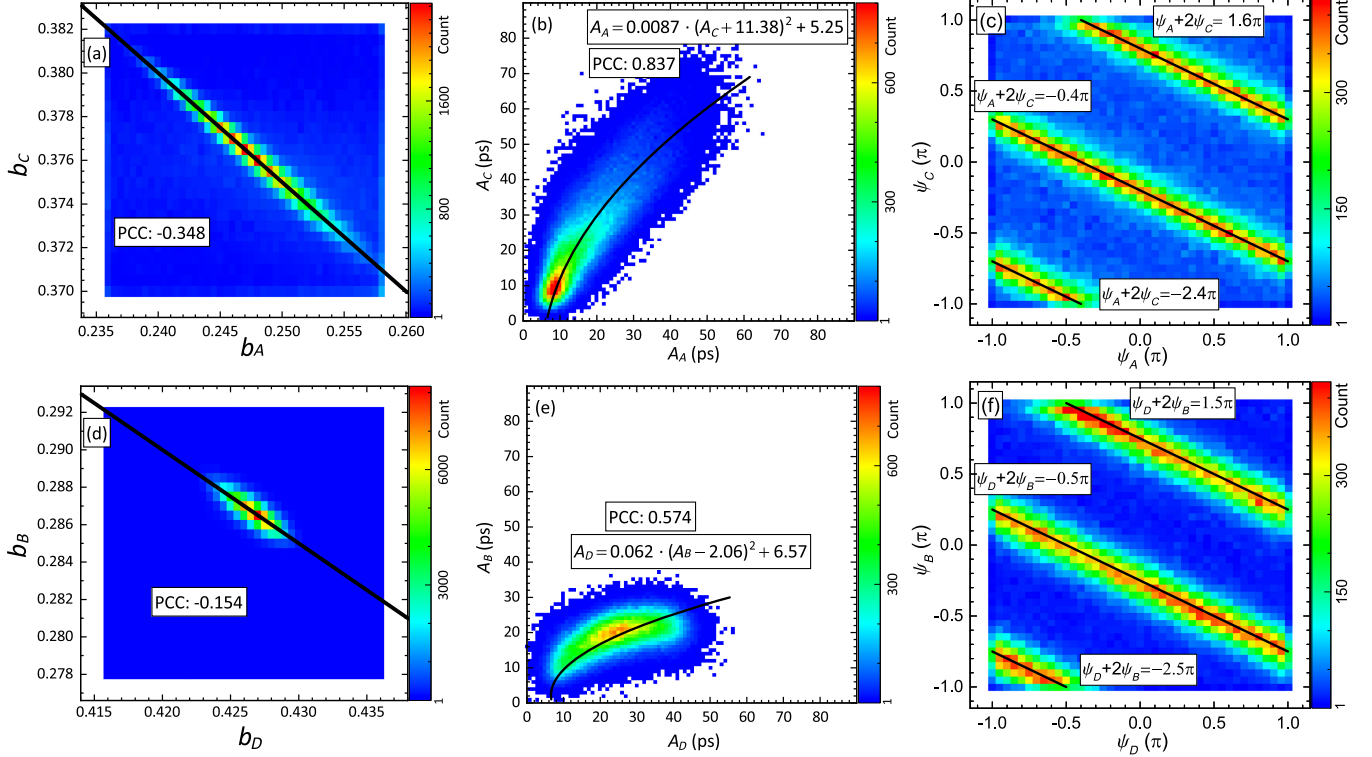 (a)
PCC: -0.348
0.382
0.380
0.378
0.376
0.374
0.372
0.370
b_C
0.235 0.240 0.245 0.250 0.255 0.260
b_A
Count
1600
800
1
(b)
A_A = 0.0087 · (A_C + 11.38)² + 5.25
PCC: 0.837
90
80
70
60
50
40
30
20
10
0
A_C (ps)
0 10 20 30 40 50 60 70 80
A_A (ps)
Count
600
300
1
(c)
ψ_A+2ψ_C= 1.6π
ψ_A+2ψ_C=−0.4π
ψ_A+2ψ_C=−2.4π
1.0
0.5
0.0
-0.5
-1.0
ψ_C (π)
-1.0 -0.5 0.0 0.5 1.0
ψ_A (π)
Count
300
150
1
(d)
PCC: -0.154
0.292
0.290
0.288
0.286
0.284
0.282
0.280
0.278
b_B
0.415 0.420 0.425 0.430 0.435
b_D
Count
6000
3000
1
(e)
PCC: 0.574
A_D = 0.062 · (A_B − 2.06)² + 6.57
90
80
70
60
50
40
30
20
10
0
A_B (ps)
0 10 20 30 40 50 60 70 80
A_D (ps)
Count
600
300
1
(f)
ψ_D+2ψ_B=1.5π
ψ_D+2ψ_B=−0.5π
ψ_D+2ψ_B=−2.5π
1.0
0.5
0.0
-0.5
-1.0
ψ_B (π)
-1.0 -0.5 0.0 0.5 1.0
ψ_D (π)
Count
300
150
1